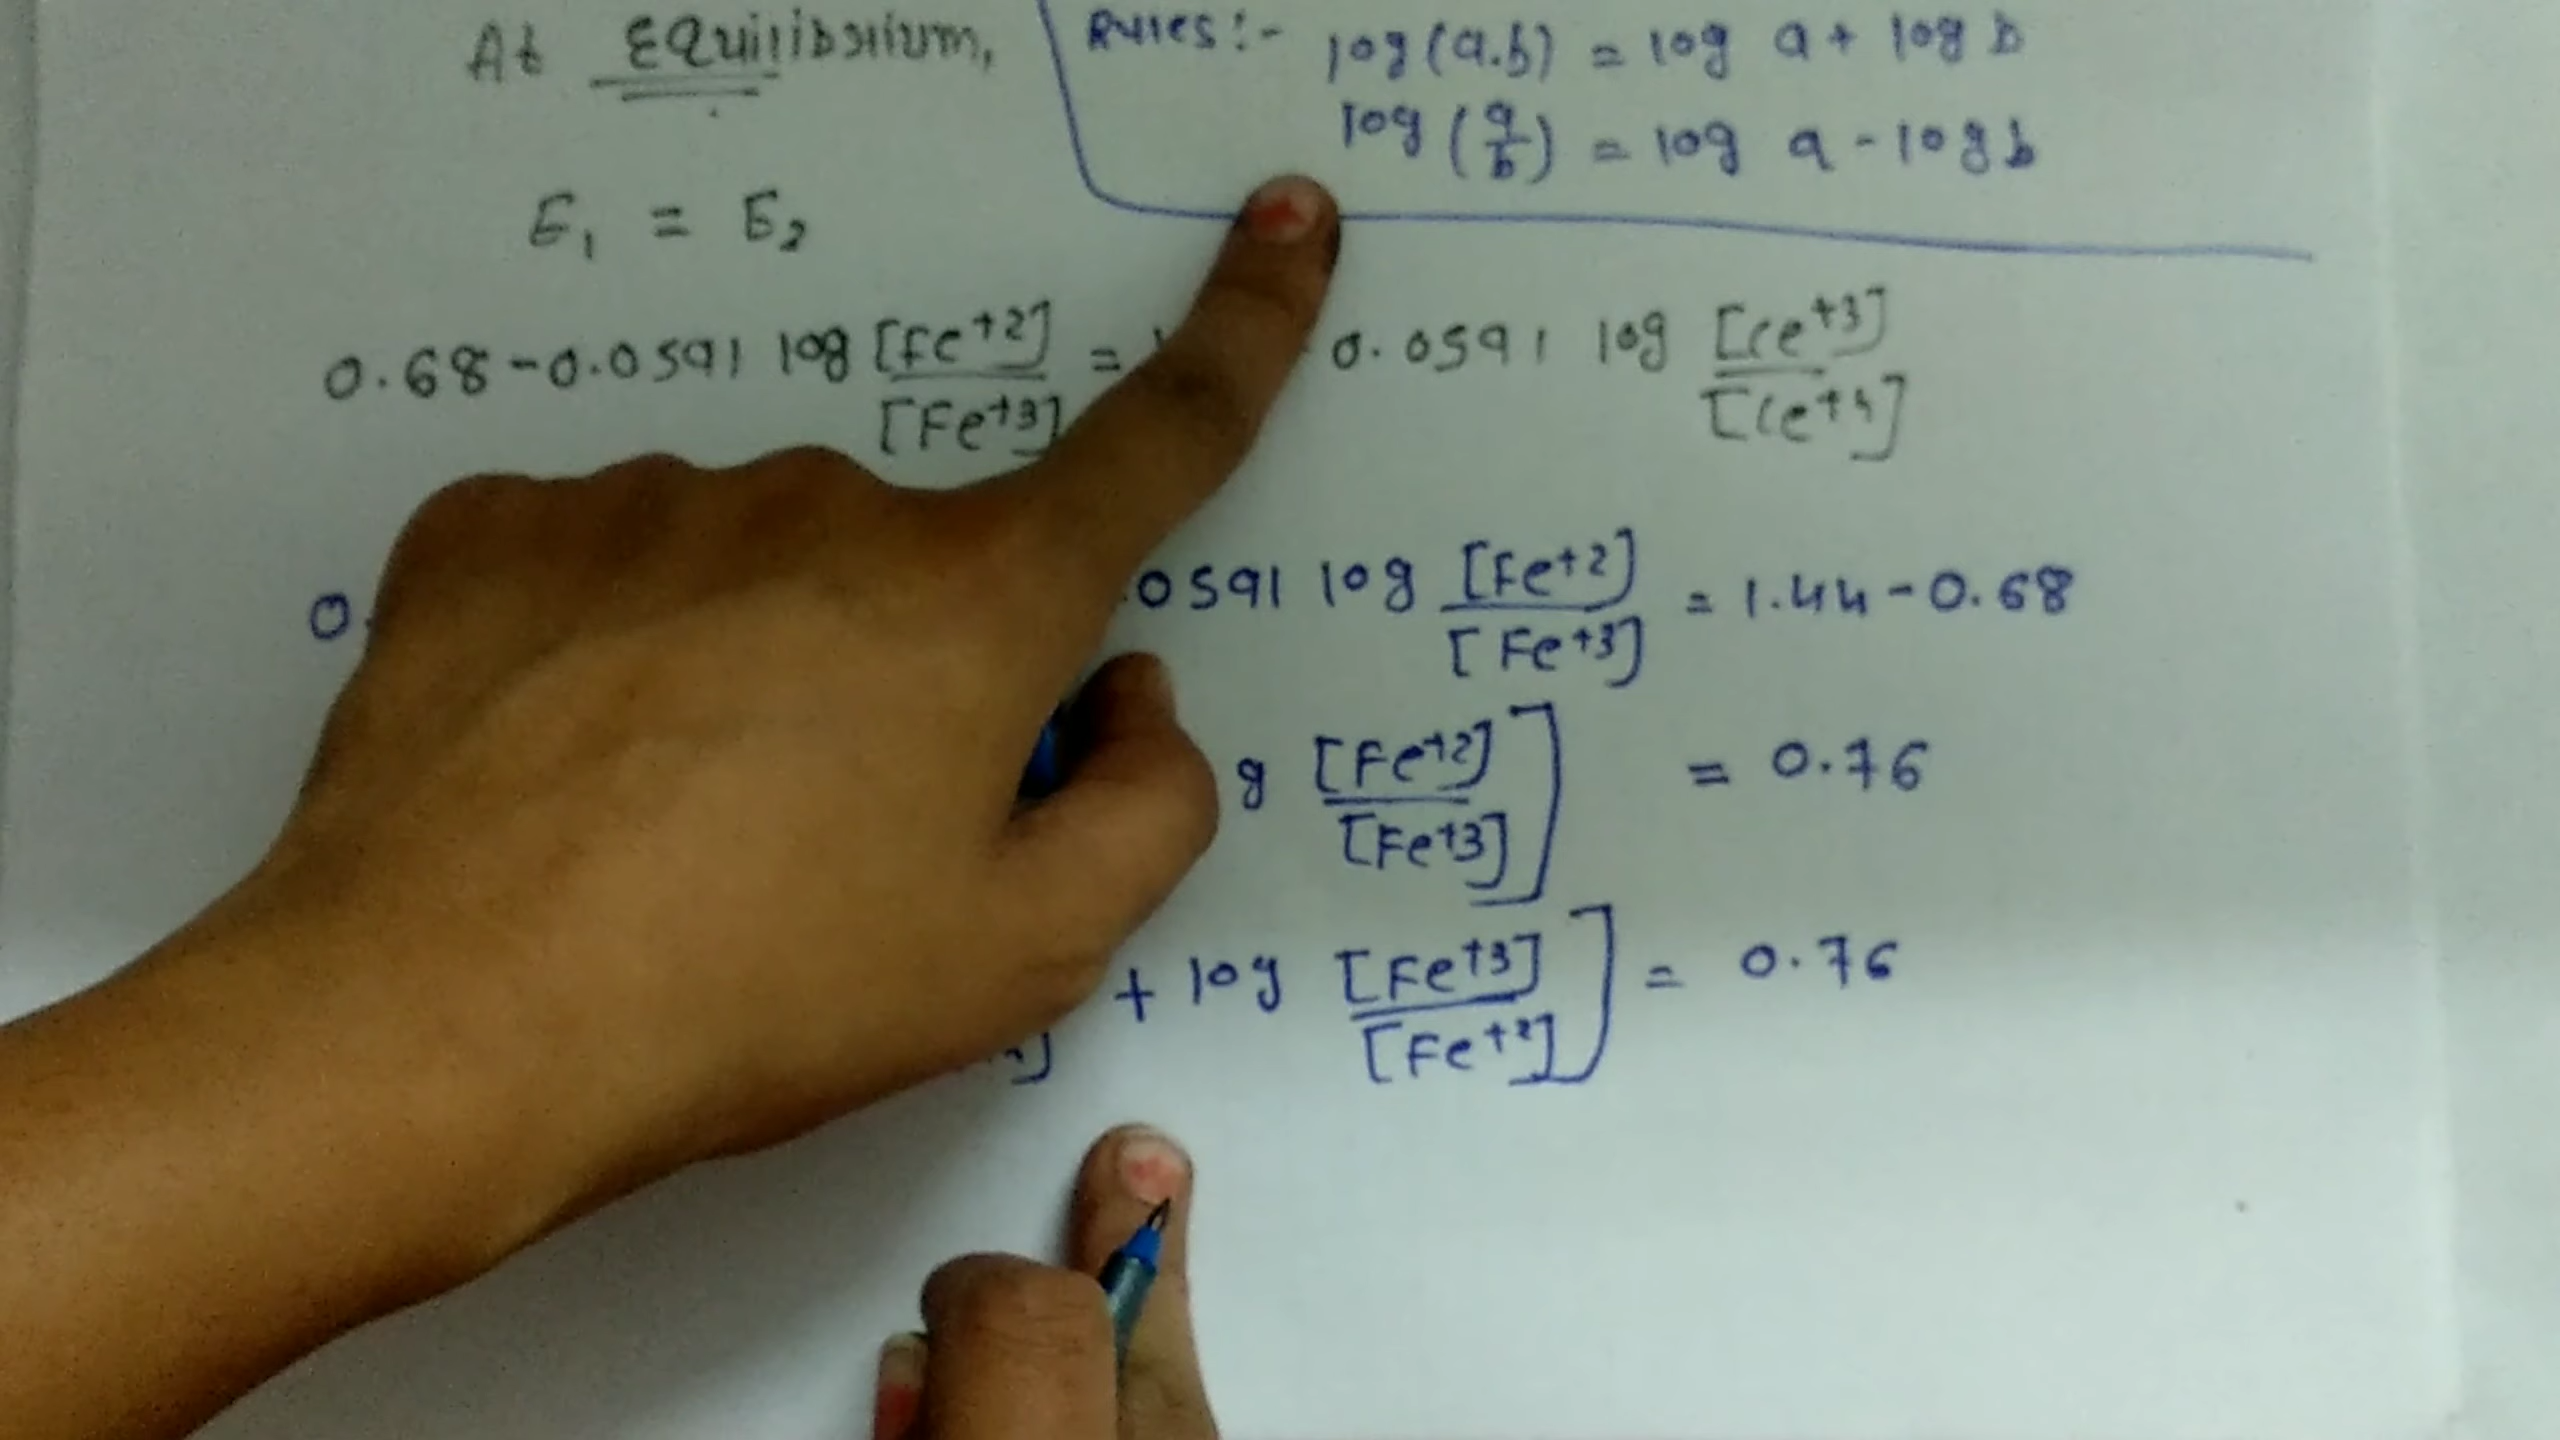 At Equilibrium,
Rules:- log(a.b) = log a + log b
log (a/b) = log a - log b
E₁ = E₂
0.68-0.0591 log [Fe+2]/[Fe+3] = 0.0591 log [Ce+3]/[Ce+4]
0. 0591 log [Fe+2]/[Fe+3] = 1.44-0.68
g [Fe+2]/[Fe+3]] = 0.76
+ log [Fe+3]/[Fe+2]] = 0.76